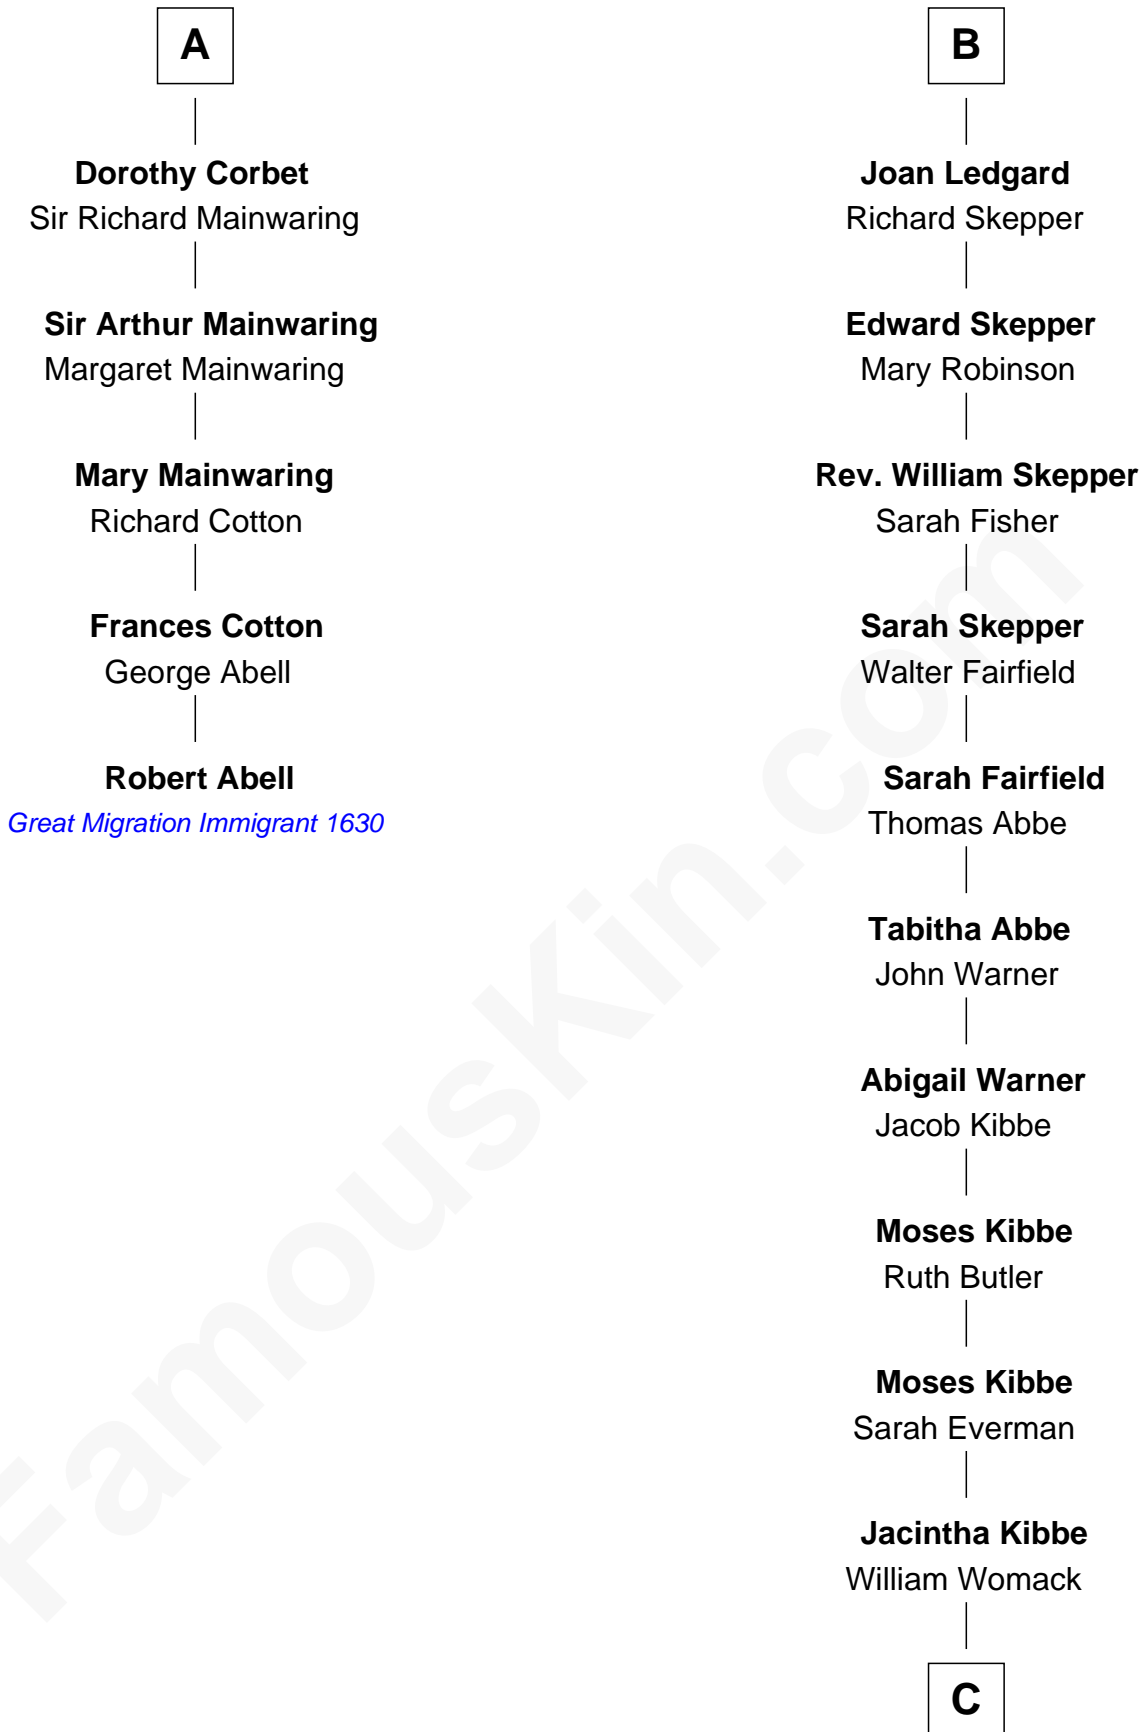 A
Dorothy Corbet
Sir Richard Mainwaring
Sir Arthur Mainwaring
Margaret Mainwaring
Mary Mainwaring
Richard Cotton
Frances Cotton
George Abell
Robert Abell
Great Migration Immigrant 1630
B
Joan Ledgard
Richard Skepper
Edward Skepper
Mary Robinson
Rev. William Skepper
Sarah Fisher
Sarah Skepper
Walter Fairfield
Sarah Fairfield
Thomas Abbe
Tabitha Abbe
John Warner
Abigail Warner
Jacob Kibbe
Moses Kibbe
Ruth Butler
Moses Kibbe
Sarah Everman
Jacintha Kibbe
William Womack
C
FamousKin.com